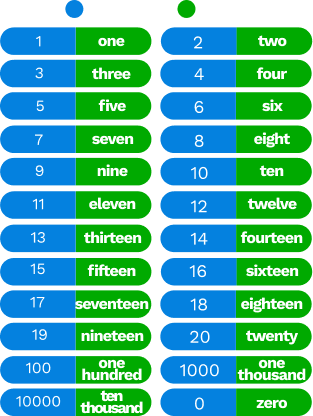 1 one 2 two
3 three 4 four
5 five 6 six
7 seven 8 eight
9 nine 10 ten
11 eleven 12 twelve
13 thirteen 14 fourteen
15 fifteen 16 sixteen
17 seventeen 18 eighteen
19 nineteen 20 twenty
100 one hundred 1000 one thousand
10000 ten thousand 0 zero